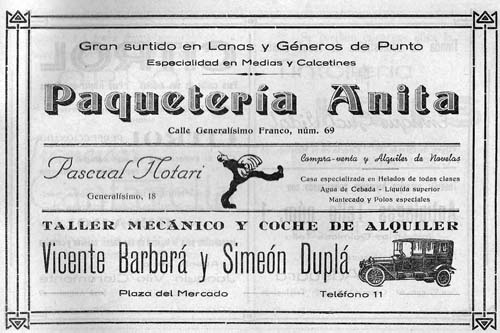 Gran surtido en Lanas y Géneros de Punto
Especialidad en Medias y Calcetines
Paquetería Anita
Calle Generalísimo Franco, núm. 69
Pascual Notari
Generalísimo, 18
Compra-venta y Alquiler de Novelas
Casa especializada en Helados de todas clases
Agua de Cebada - Líquida superior
Mantecado y Polos especiales
TALLER MECÁNICO Y COCHE DE ALQUILER
Vicente Barberá y Simeón Duplá
Plaza del Mercado
Teléfono 11